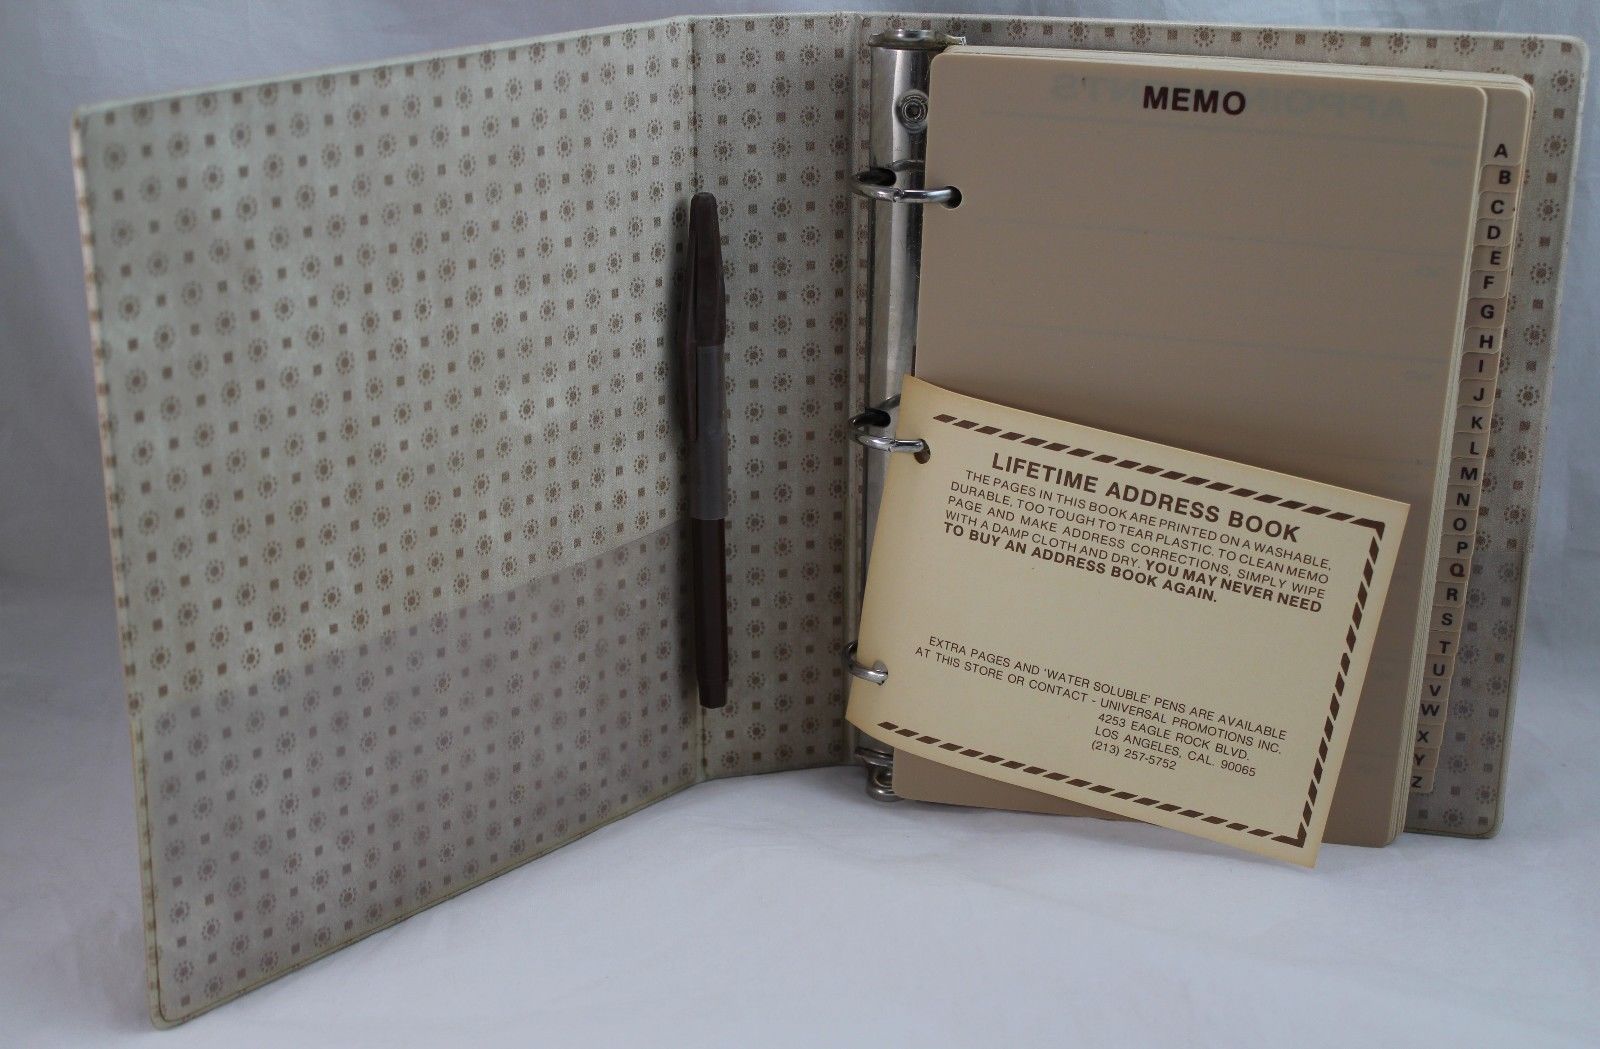 MEMO
APPOINTMENTS
A
B
C
D
E
F
G
H
I
J
K
L
M
N
O
P
Q
R
S
T
U
V
W
X
Y
Z
LIFETIME ADDRESS BOOK
THE PAGES IN THIS BOOK ARE PRINTED ON A WASHABLE,
DURABLE, TOO TOUGH TO TEAR PLASTIC. TO CLEAN MEMO
PAGE AND MAKE ADDRESS CORRECTIONS, SIMPLY WIPE
WITH A DAMP CLOTH AND DRY. YOU MAY NEVER NEED
TO BUY AN ADDRESS BOOK AGAIN.
EXTRA PAGES AND 'WATER SOLUBLE' PENS ARE AVAILABLE
AT THIS STORE OR CONTACT - UNIVERSAL PROMOTIONS INC.
4253 EAGLE ROCK BLVD.
LOS ANGELES, CAL. 90065
(213) 257-5752